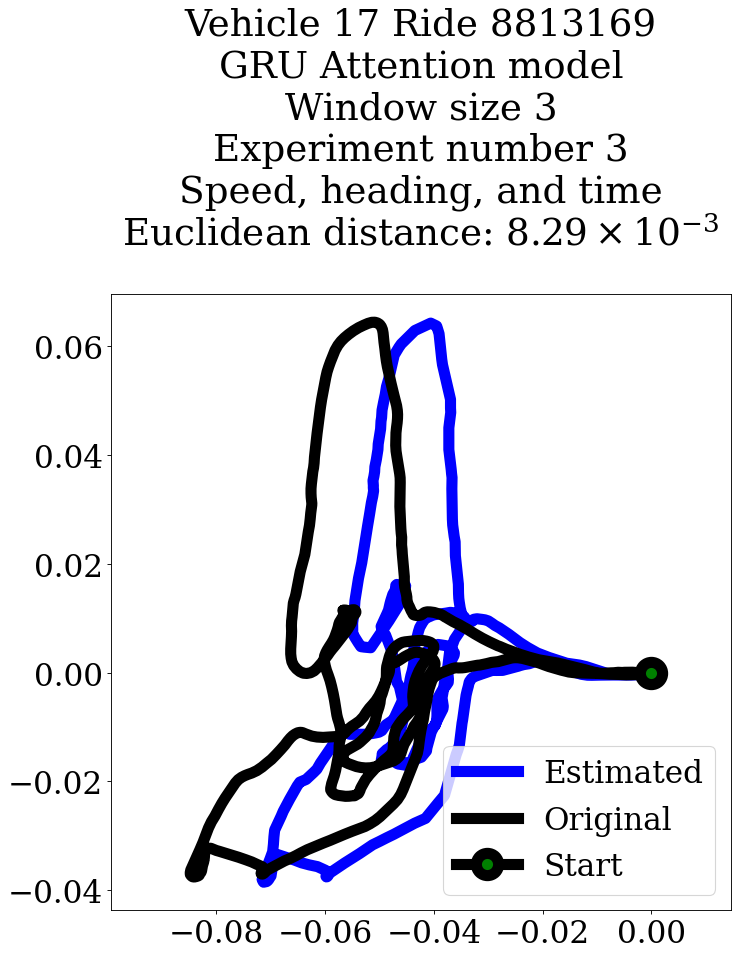 Vehicle 17 Ride 8813169
GRU Attention model
Window size 3
Experiment number 3
Speed, heading, and time
Euclidean distance: 8.29 × 10⁻³
0.06
0.04
0.02
0.00
−0.02
−0.04
Estimated
Original
Start
−0.08 −0.06 −0.04 −0.02 0.00